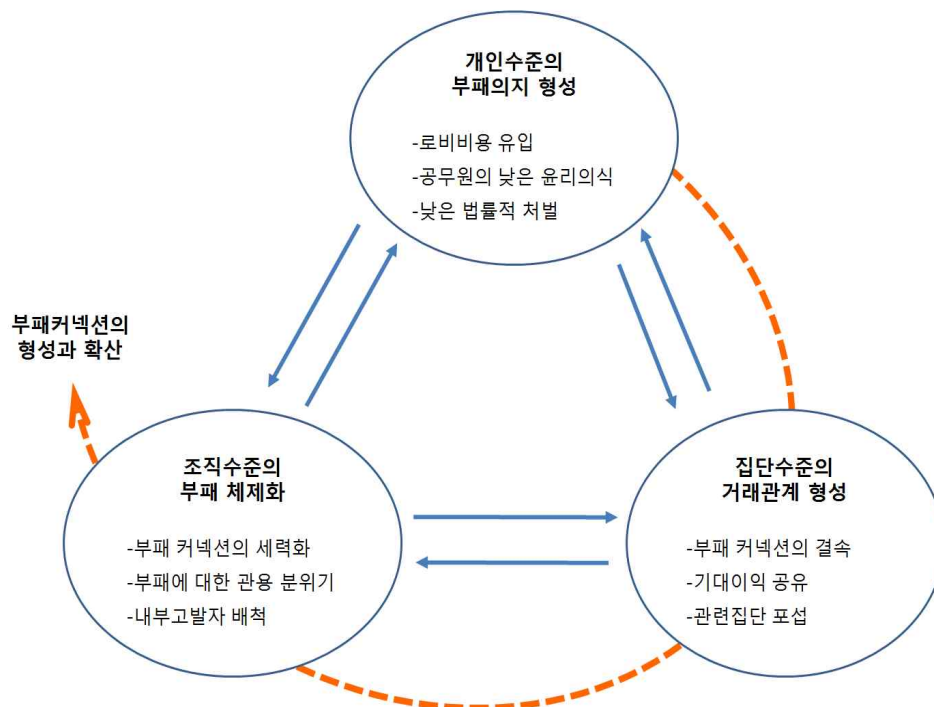 개인수준의
부패의지 형성
-로비비용 유입
-공무원의 낮은 윤리의식
-낮은 법률적 처벌
부패커넥션의
형성과 확산
조직수준의
부패 체제화
-부패 커넥션의 세력화
-부패에 대한 관용 분위기
-내부고발자 배척
집단수준의
거래관계 형성
-부패 커넥션의 결속
-기대이익 공유
-관련집단 포섭